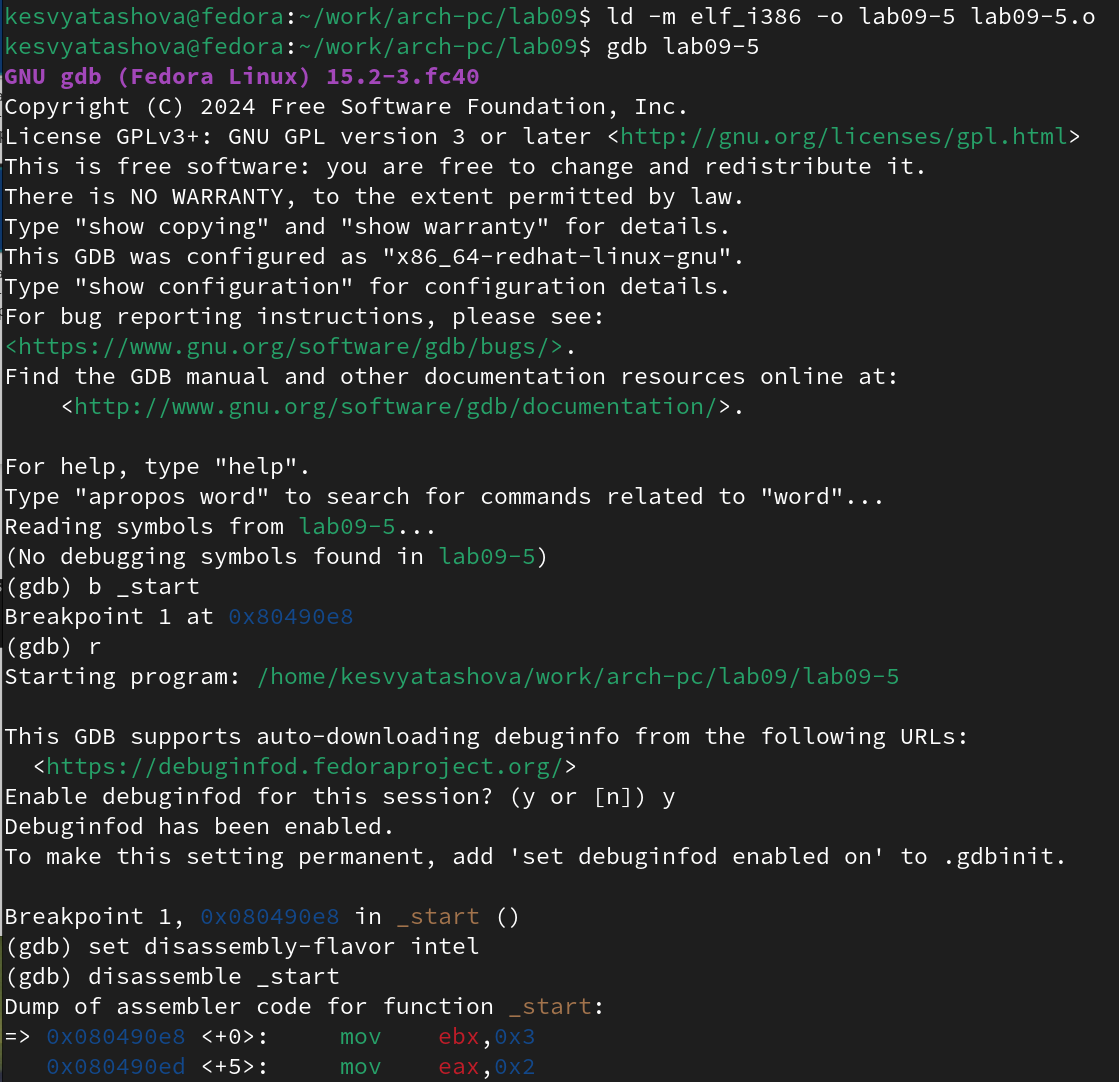 kesvyatashova@fedora:~/work/arch-pc/lab09$ ld -m elf_i386 -o lab09-5 lab09-5.o
kesvyatashova@fedora:~/work/arch-pc/lab09$ gdb lab09-5
GNU gdb (Fedora Linux) 15.2-3.fc40
Copyright (C) 2024 Free Software Foundation, Inc.
License GPLv3+: GNU GPL version 3 or later <http://gnu.org/licenses/gpl.html>
This is free software: you are free to change and redistribute it.
There is NO WARRANTY, to the extent permitted by law.
Type "show copying" and "show warranty" for details.
This GDB was configured as "x86_64-redhat-linux-gnu".
Type "show configuration" for configuration details.
For bug reporting instructions, please see:
<https://www.gnu.org/software/gdb/bugs/>.
Find the GDB manual and other documentation resources online at:
    <http://www.gnu.org/software/gdb/documentation/>.

For help, type "help".
Type "apropos word" to search for commands related to "word"...
Reading symbols from lab09-5...
(No debugging symbols found in lab09-5)
(gdb) b _start
Breakpoint 1 at 0x80490e8
(gdb) r
Starting program: /home/kesvyatashova/work/arch-pc/lab09/lab09-5

This GDB supports auto-downloading debuginfo from the following URLs:
  <https://debuginfod.fedoraproject.org/>
Enable debuginfod for this session? (y or [n]) y
Debuginfod has been enabled.
To make this setting permanent, add 'set debuginfod enabled on' to .gdbinit.

Breakpoint 1, 0x080490e8 in _start ()
(gdb) set disassembly-flavor intel
(gdb) disassemble _start
Dump of assembler code for function _start:
=> 0x080490e8 <+0>:     mov    ebx,0x3
   0x080490ed <+5>:     mov    eax,0x2